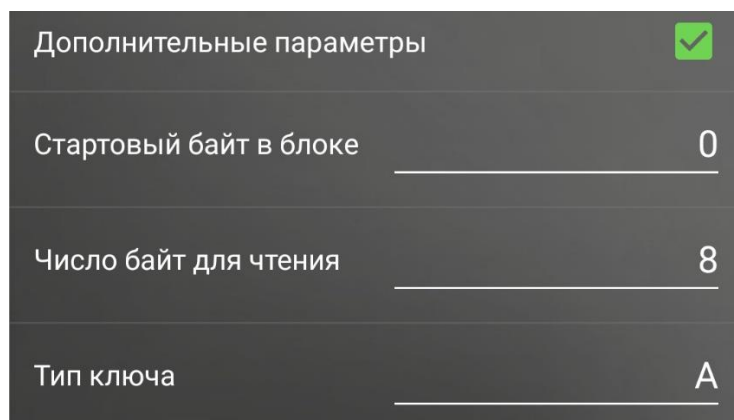 Дополнительные параметры
Стартовый байт в блоке 0
Число байт для чтения 8
Тип ключа A